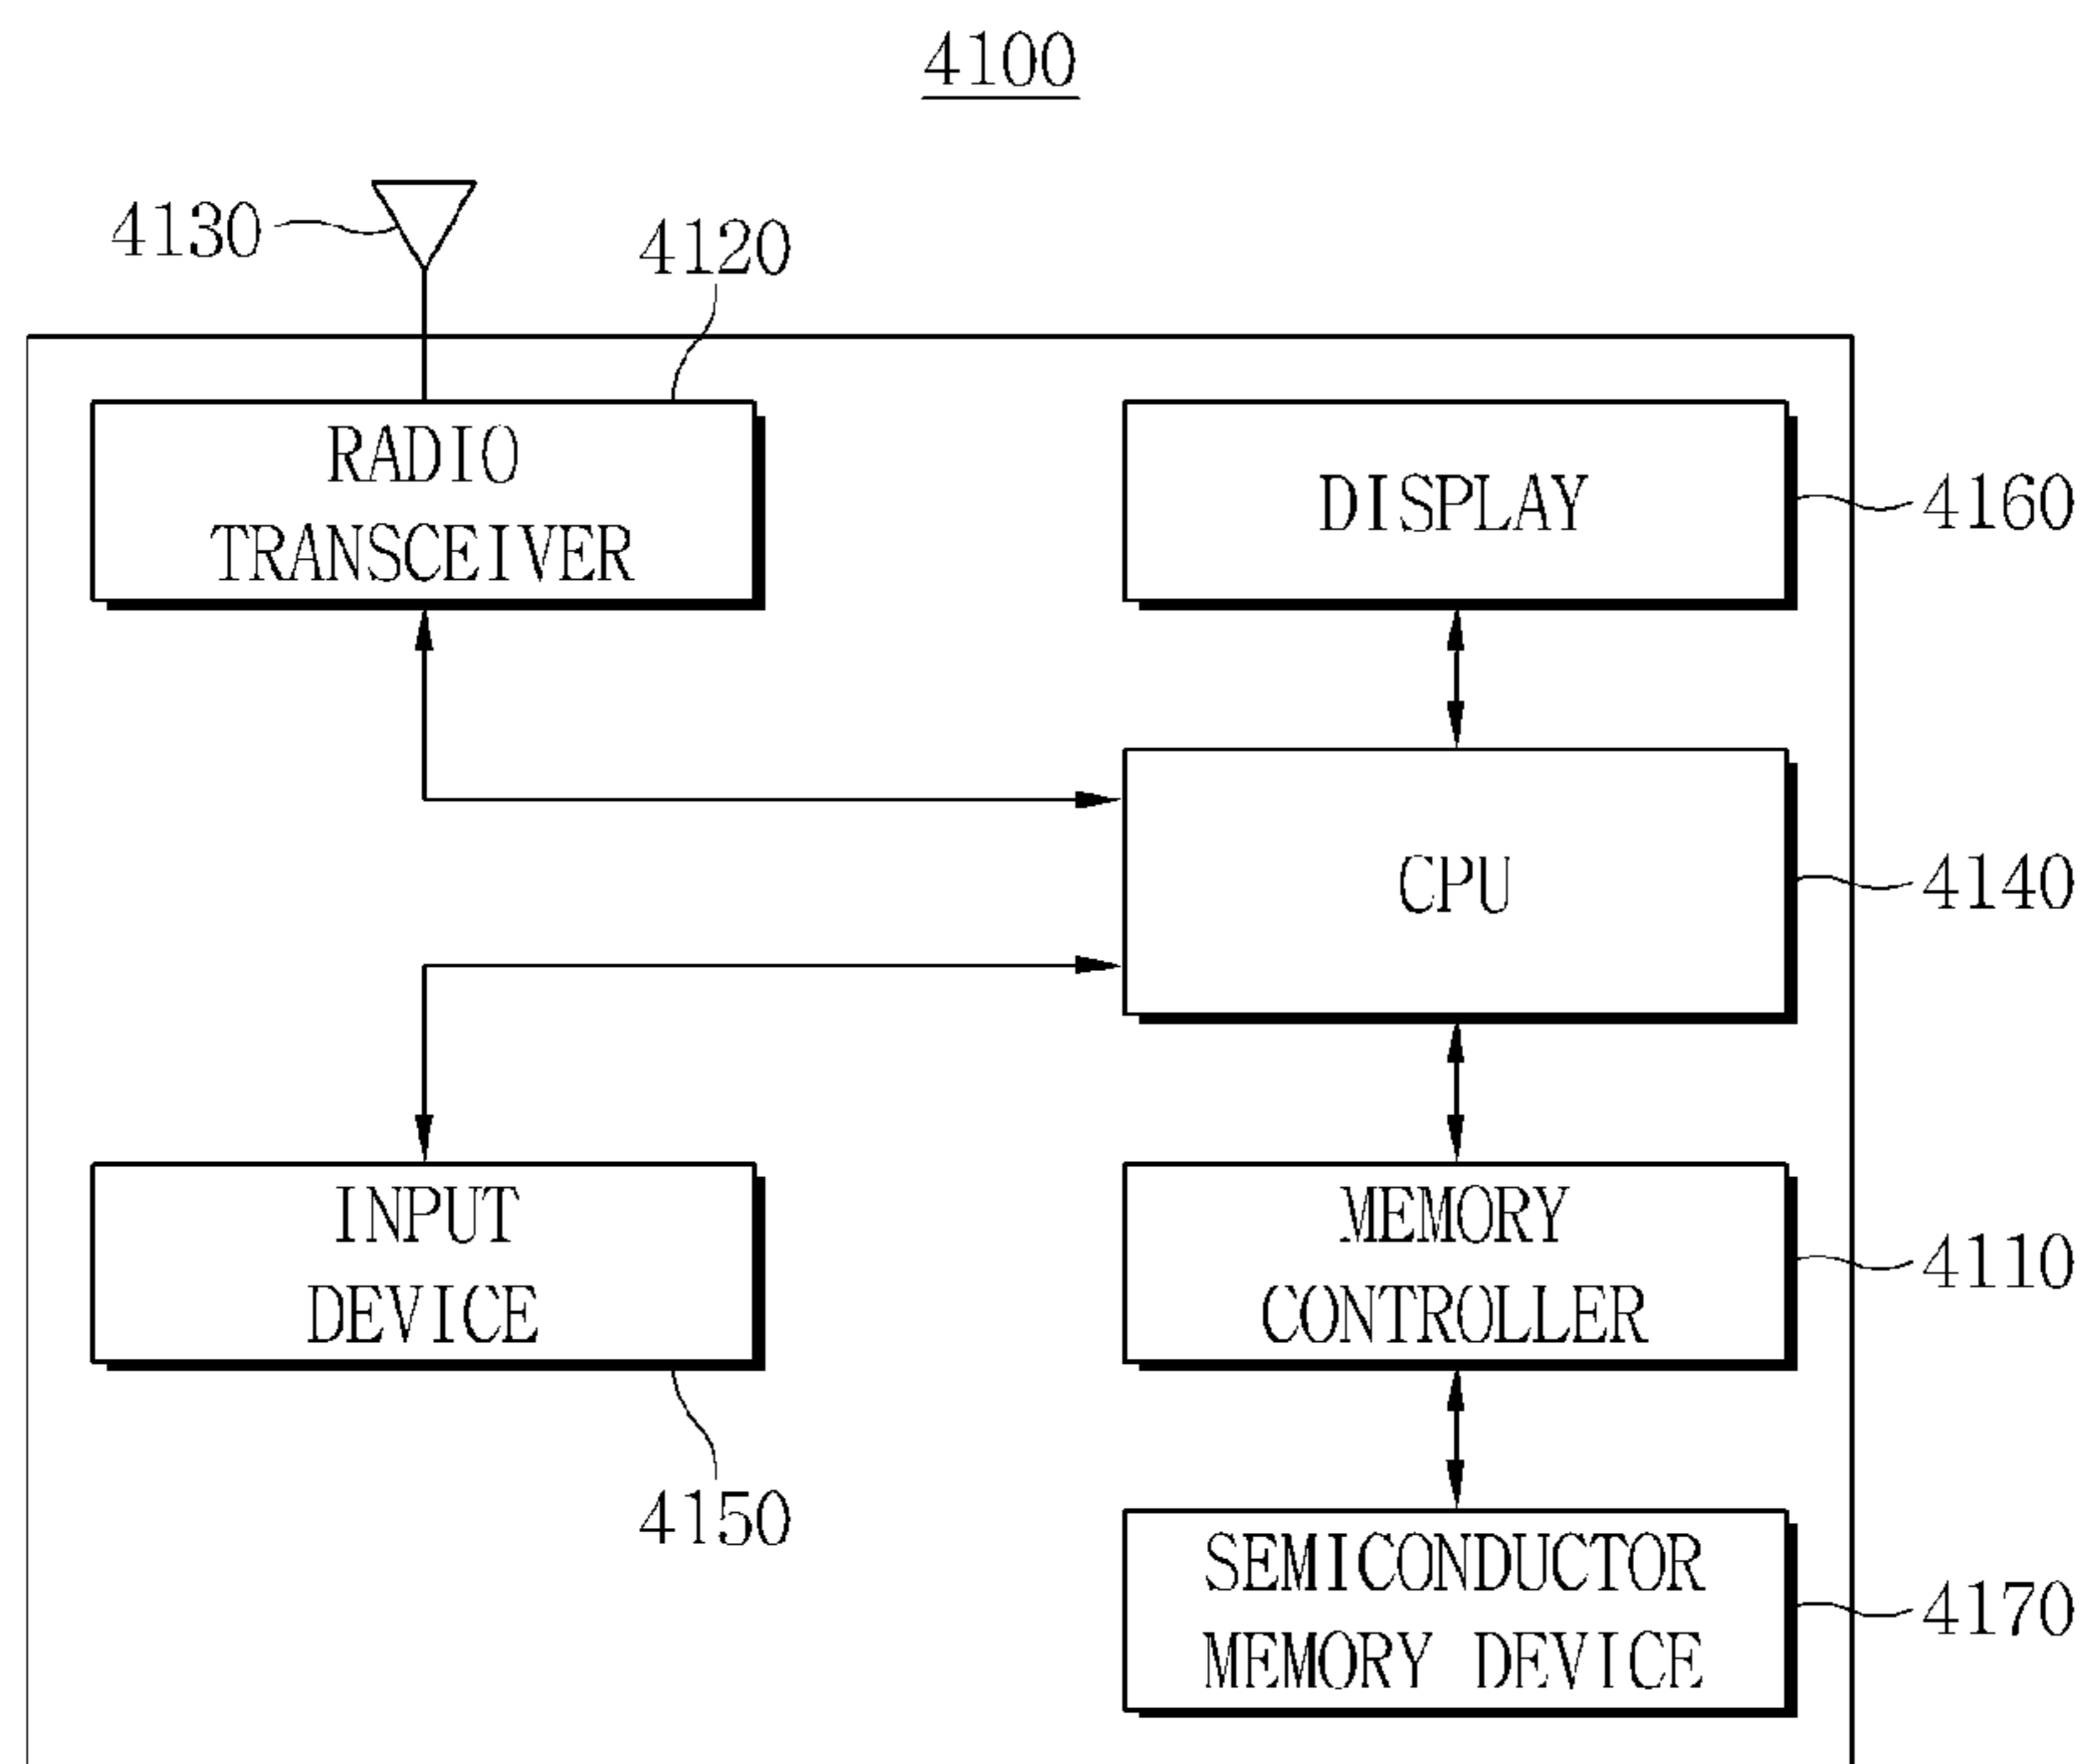 4100
4130
4120
RADIO
TRANSCEIVER
DISPLAY
4160
CPU
4140
INPUT
DEVICE
4150
MEMORY
CONTROLLER
4110
SEMICONDUCTOR
MEMORY DEVICE
4170